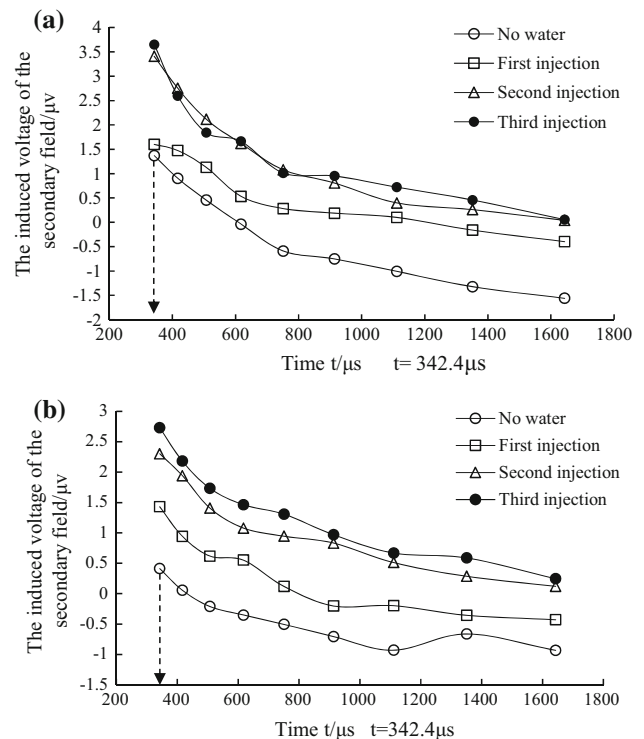 (a)
4
3.5
3
2.5
2
1.5
1
0.5
0
-0.5
-1
-1.5
-2
The induced voltage of the
secondary field/μv
No water
First injection
Second injection
Third injection
200 400 600 800 1000 1200 1400 1600 1800
Time t/μs t= 342.4μs
(b)
3
2.5
2
1.5
1
0.5
0
-0.5
-1
-1.5
The induced voltage of the
secondary field/μv
No water
First injection
Second injection
Third injection
200 400 600 800 1000 1200 1400 1600 1800
Time t/μs t=342.4μs